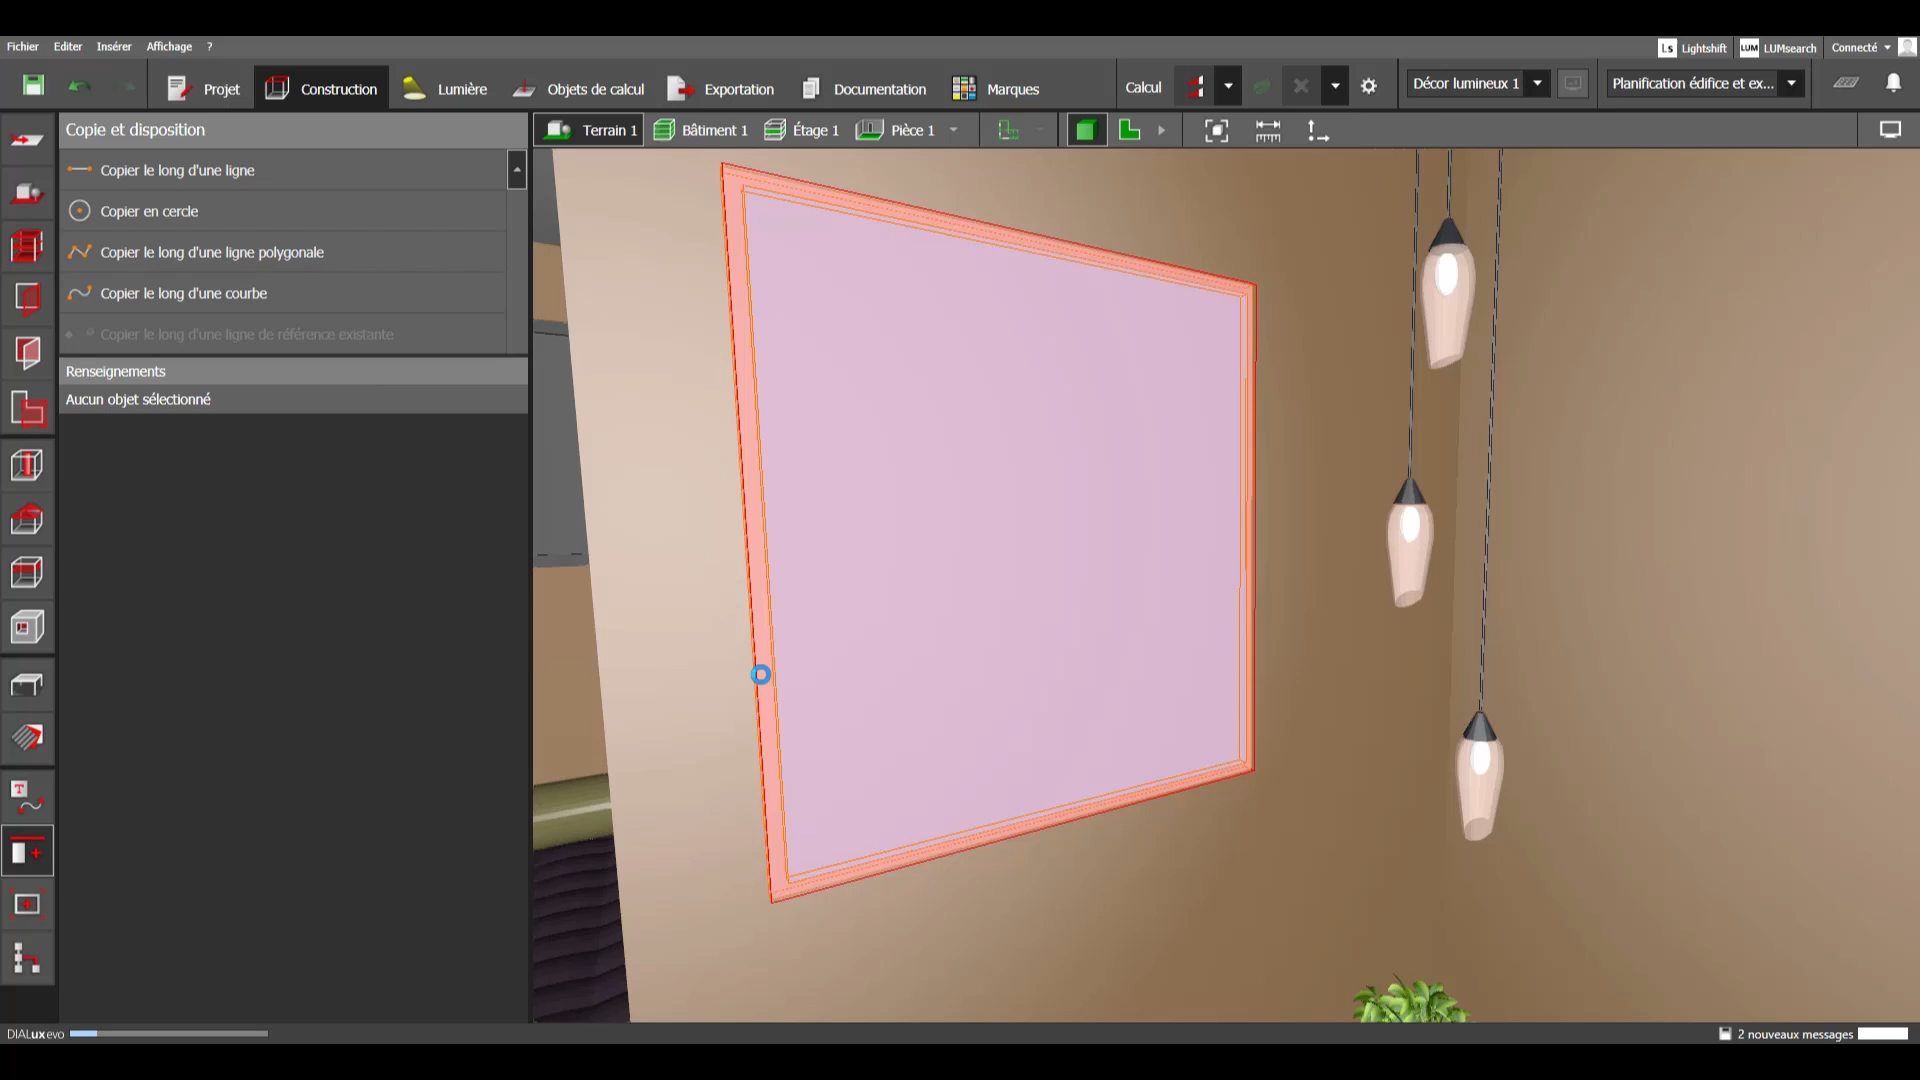 Fichier Editer Insérer Affichage ?
Ls Lightshift LUM LUMsearch Connecté
Projet Construction Lumière Objets de calcul Exportation Documentation Marques Calcul Décor lumineux 1 Planification édifice et ex...
Copie et disposition
Terrain 1 Bâtiment 1 Étage 1 Pièce 1
Copier le long d'une ligne
Copier en cercle
Copier le long d'une ligne polygonale
Copier le long d'une courbe
Copier le long d'une ligne de référence existante
Renseignements
Aucun objet sélectionné
T
DIALux evo
2 nouveaux messages